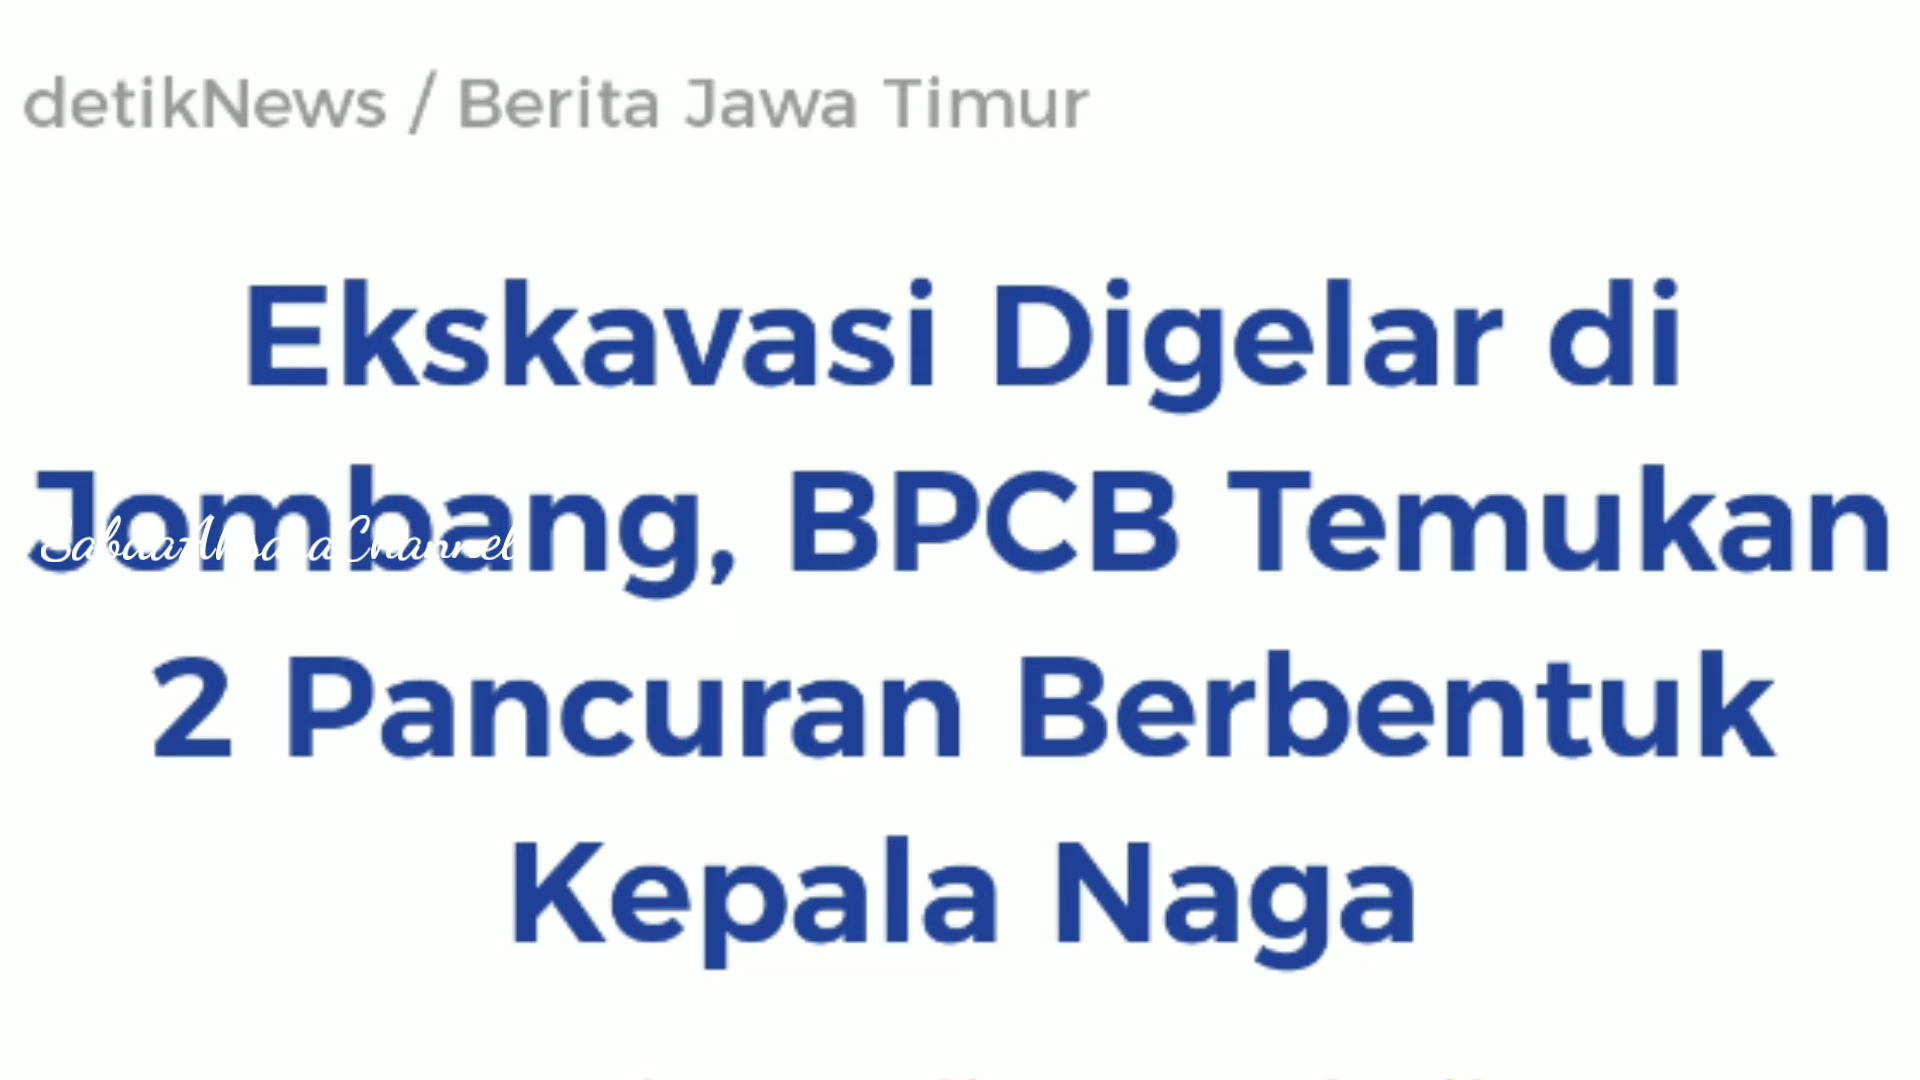 detikNews / Berita Jawa Timur
Ekskavasi Digelar di
Jombang, BPCB Temukan
2 Pancuran Berbentuk
Kepala Naga